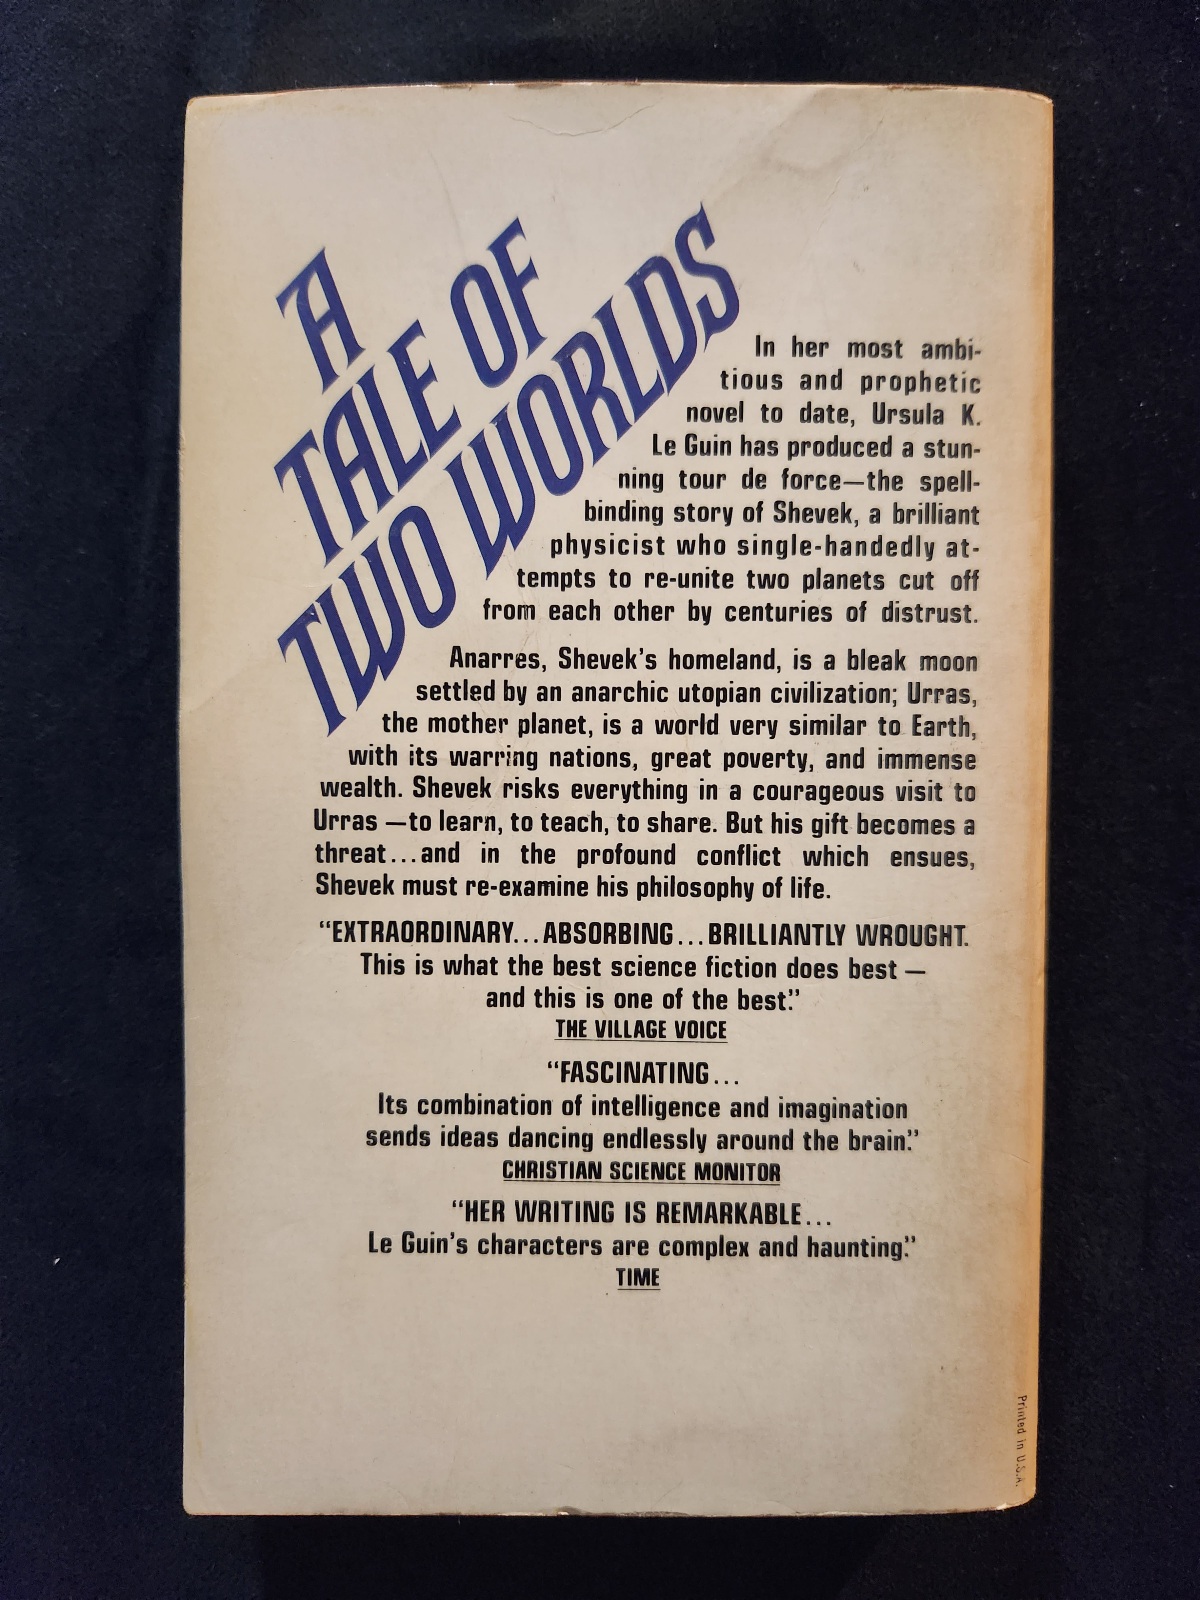 A
TALE OF
TWO WORLDS
In her most ambi-
tious and prophetic
novel to date, Ursula K.
Le Guin has produced a stun-
ning tour de force—the spell-
binding story of Shevek, a brilliant
physicist who single-handedly at-
tempts to re-unite two planets cut off
from each other by centuries of distrust.
Anarres, Shevek's homeland, is a bleak moon
settled by an anarchic utopian civilization; Urras,
the mother planet, is a world very similar to Earth,
with its warring nations, great poverty, and immense
wealth. Shevek risks everything in a courageous visit to
Urras —to learn, to teach, to share. But his gift becomes a
threat...and in the profound conflict which ensues,
Shevek must re-examine his philosophy of life.
“EXTRAORDINARY...ABSORBING...BRILLIANTLY WROUGHT.
This is what the best science fiction does best —
and this is one of the best.”
THE VILLAGE VOICE
“FASCINATING...
Its combination of intelligence and imagination
sends ideas dancing endlessly around the brain.”
CHRISTIAN SCIENCE MONITOR
“HER WRITING IS REMARKABLE...
Le Guin's characters are complex and haunting.”
TIME
Printed in U.S.A.